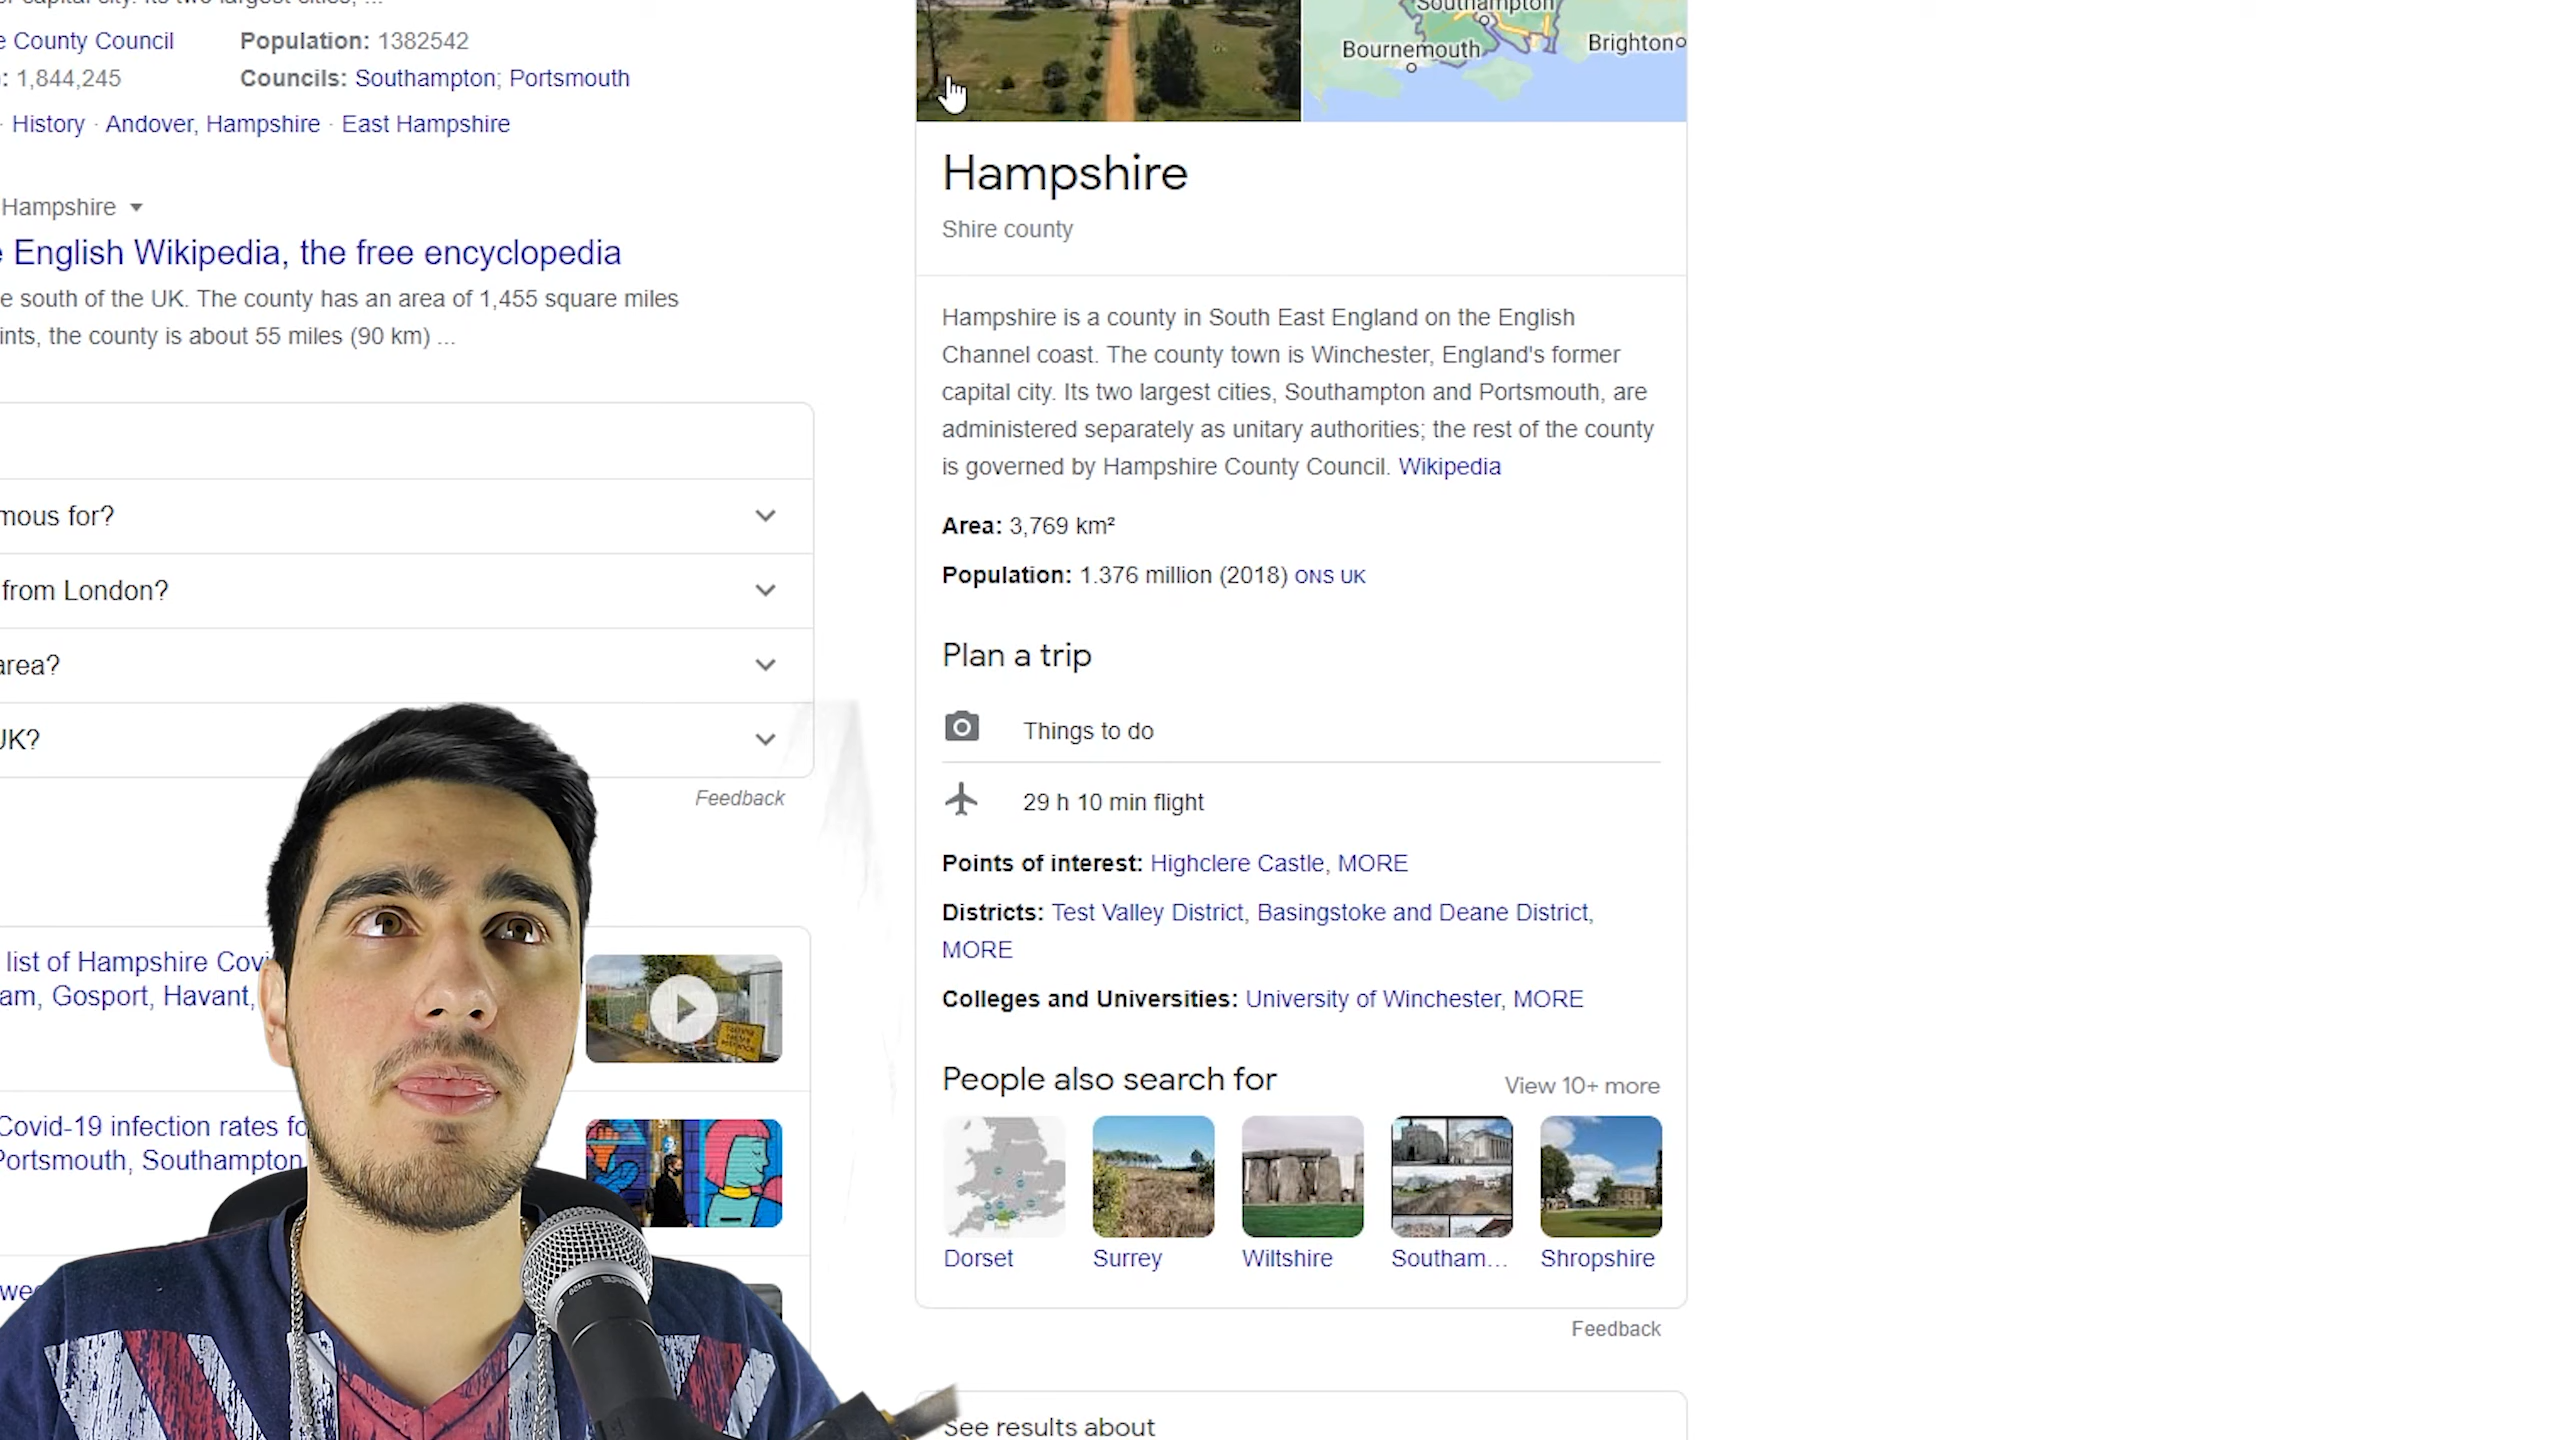 e County Council Population: 1382542
: 1,844,245 Councils: Southampton; Portsmouth
· History · Andover, Hampshire · East Hampshire
Hampshire
English Wikipedia, the free encyclopedia
e south of the UK. The county has an area of 1,455 square miles
ints, the county is about 55 miles (90 km) ...
mous for?
from London?
area?
UK?
Feedback
list of Hampshire Covi
am, Gosport, Havant,
Covid-19 infection rates fo
Portsmouth, Southampton
Southampton
Bournemouth
Brighton
Hampshire
Shire county
Hampshire is a county in South East England on the English
Channel coast. The county town is Winchester, England's former
capital city. Its two largest cities, Southampton and Portsmouth, are
administered separately as unitary authorities; the rest of the county
is governed by Hampshire County Council. Wikipedia
Area: 3,769 km²
Population: 1.376 million (2018) ONS UK
Plan a trip
Things to do
29 h 10 min flight
Points of interest: Highclere Castle, MORE
Districts: Test Valley District, Basingstoke and Deane District,
MORE
Colleges and Universities: University of Winchester, MORE
People also search for View 10+ more
Dorset Surrey Wiltshire Southam... Shropshire
Feedback
See results about